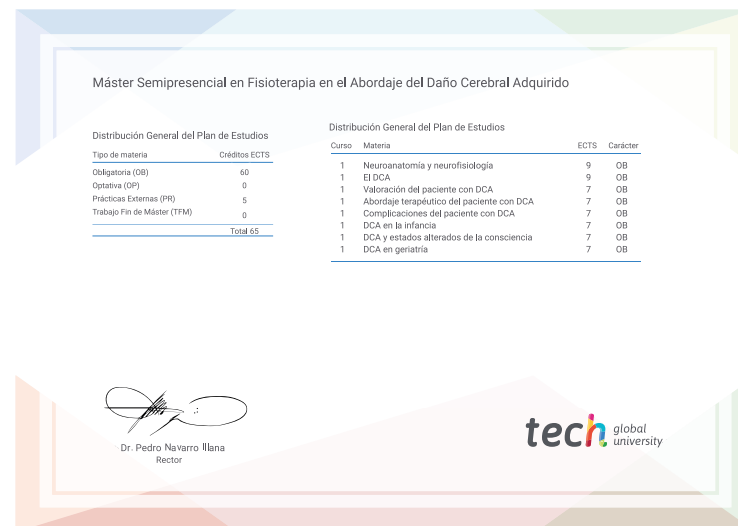 Máster Semipresencial en Fisioterapia en el Abordaje del Daño Cerebral Adquirido
Distribución General del Plan de Estudios
Tipo de materia Créditos ECTS
Obligatoria (OB) 60
Optativa (OP) 0
Prácticas Externas (PR) 5
Trabajo Fin de Máster (TFM) 0
Total 65
Distribución General del Plan de Estudios
Curso Materia ECTS Carácter
1 Neuroanatomía y neurofisiología 9 OB
1 El DCA 9 OB
1 Valoración del paciente con DCA 7 OB
1 Abordaje terapéutico del paciente con DCA 7 OB
1 Complicaciones del paciente con DCA 7 OB
1 DCA en la infancia 7 OB
1 DCA y estados alterados de la consciencia 7 OB
1 DCA en geriatría 7 OB
Dr. Pedro Navarro Illana
Rector
tech global
university